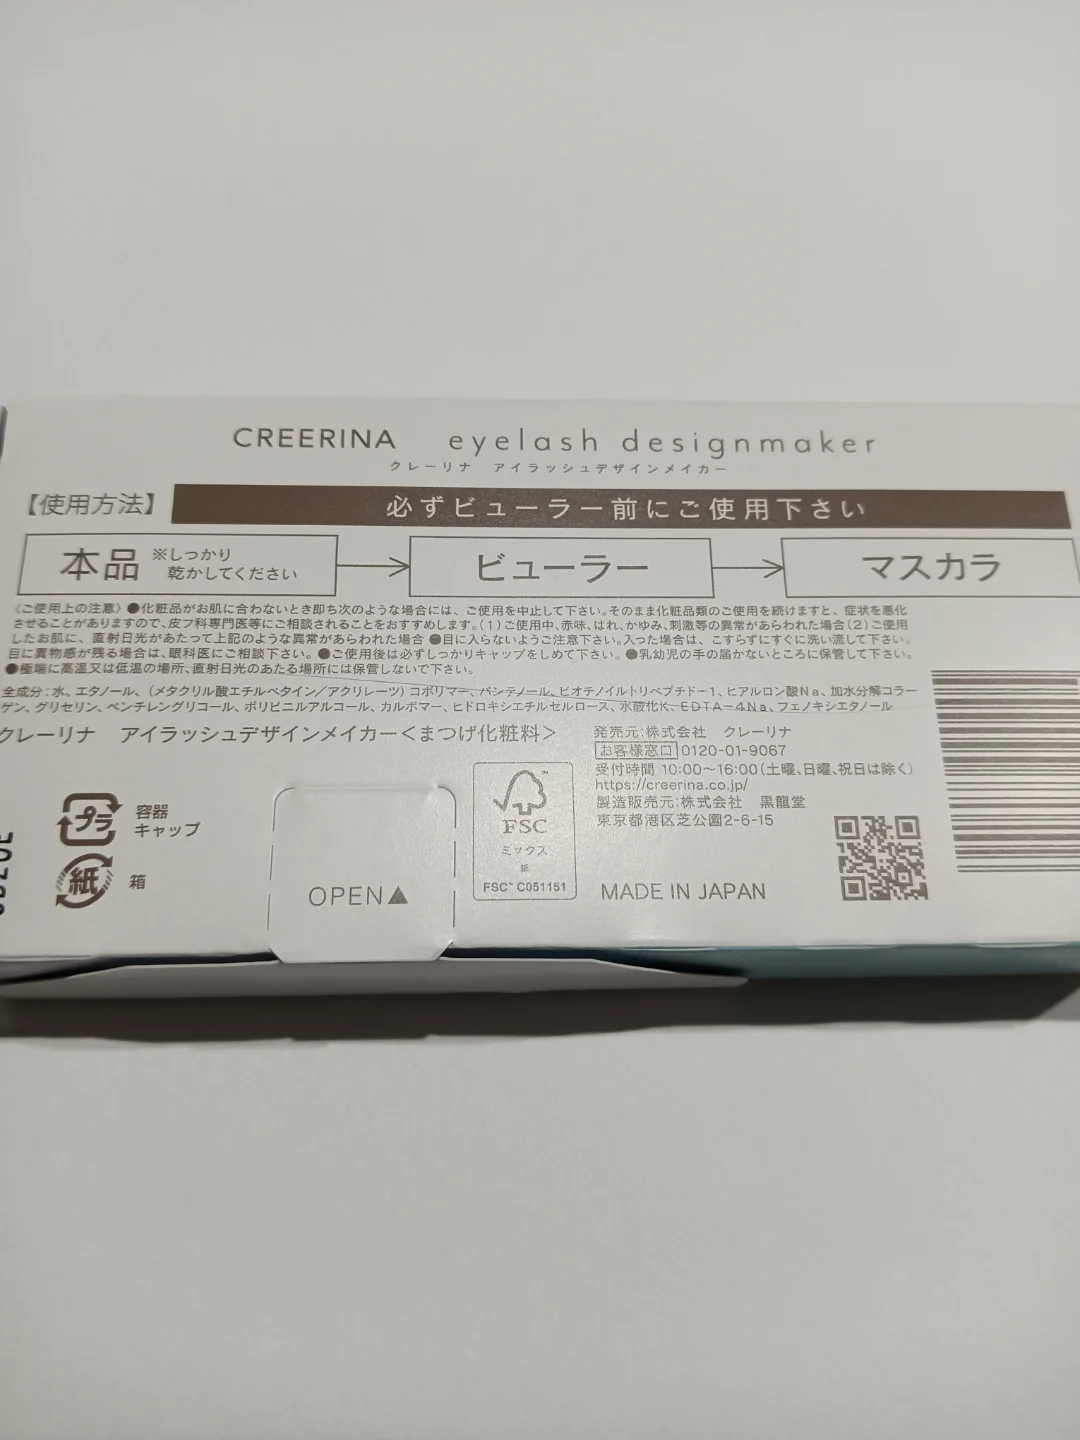 CREERINA eyelash designmaker
クレーリナ アイラッシュデザインメイカー
【使用方法】 必ずビューラー前にご使用下さい
本品 ※しっかり乾かしてください → ビューラー → マスカラ
〈ご使用上の注意〉●化粧品がお肌に合わないとき即ち次のような場合には、ご使用を中止して下さい。そのまま化粧品類のご使用を続けますと、症状を悪化
させることがありますので、皮フ科専門医等にご相談されることをおすすめします。(1)ご使用中、赤味、はれ、かゆみ、刺激等の異常があらわれた場合(2)ご使用
したお肌に、直射日光があたって上記のような異常があらわれた場合 ●目に入らないようご注意下さい。入った場合は、こすらずにすぐに洗い流して下さい。
目に異物感が残る場合は、眼科医にご相談下さい。●ご使用後は必ずしっかりキャップをしめて下さい。●乳幼児の手の届かないところに保管して下さい。
●極端に高温又は低温の場所、直射日光のあたる場所には保管しないで下さい。
全成分:水、エタノール、(メタクリル酸エチルベタイン/アクリレーツ)コポリマー、パンテノール、ビオチノイルトリペプチド-1、ヒアルロン酸Na、加水分解コラー
ゲン、グリセリン、ペンチレングリコール、ポリビニルアルコール、カルボマー、ヒドロキシエチルセルロース、水酸化K、EDTA-4Na、フェノキシエタノール
クレーリナ アイラッシュデザインメイカー<まつげ化粧料>
発売元:株式会社 クレーリナ
お客様窓口 0120-01-9067
受付時間 10:00~16:00(土曜、日曜、祝日は除く)
https://creerina.co.jp/
製造販売元:株式会社 黒龍堂
東京都港区芝公園2-6-15
MADE IN JAPAN
プラ 容器
キャップ
紙 箱
OPEN▲
FSC
ミックス
紙
FSC™ C051151